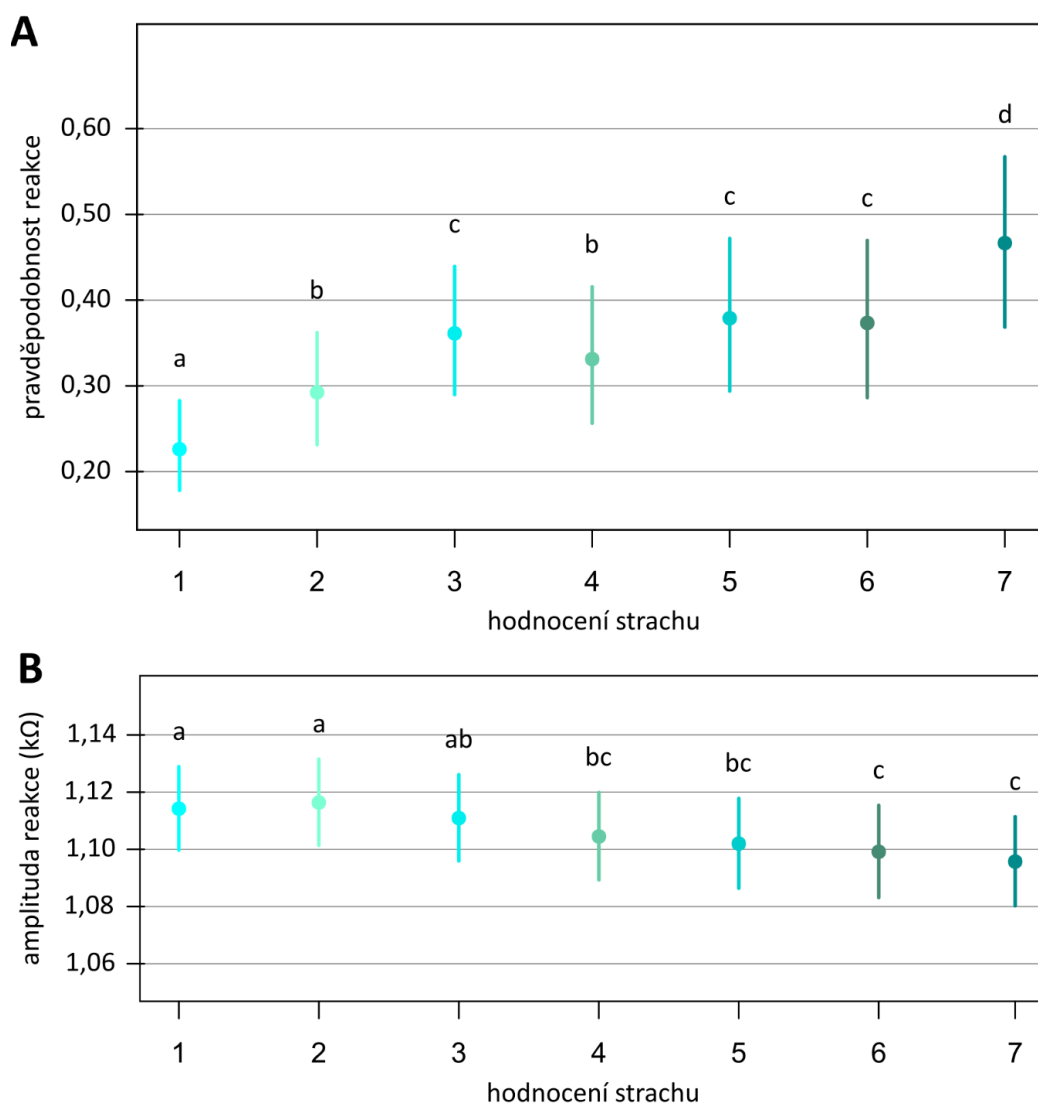 A
pravděpodobnost reakce
0,60
0,50
0,40
0,30
0,20
a
b
c
b
c
c
d
1 2 3 4 5 6 7
hodnocení strachu
B
amplituda reakce (kΩ)
1,14
1,12
1,10
1,08
1,06
a
a
ab
bc
bc
c
c
1 2 3 4 5 6 7
hodnocení strachu